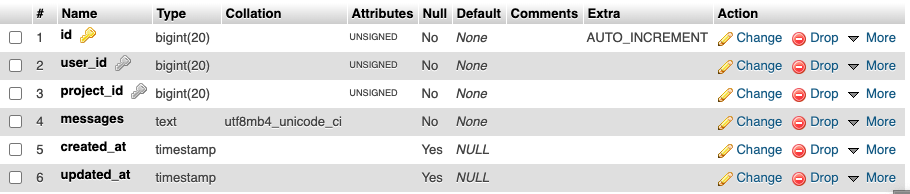 # Name Type Collation Attributes Null Default Comments Extra Action
1 id bigint(20) UNSIGNED No None AUTO_INCREMENT Change Drop More
2 user_id bigint(20) UNSIGNED No None Change Drop More
3 project_id bigint(20) UNSIGNED No None Change Drop More
4 messages text utf8mb4_unicode_ci No None Change Drop More
5 created_at timestamp Yes NULL Change Drop More
6 updated_at timestamp Yes NULL Change Drop More